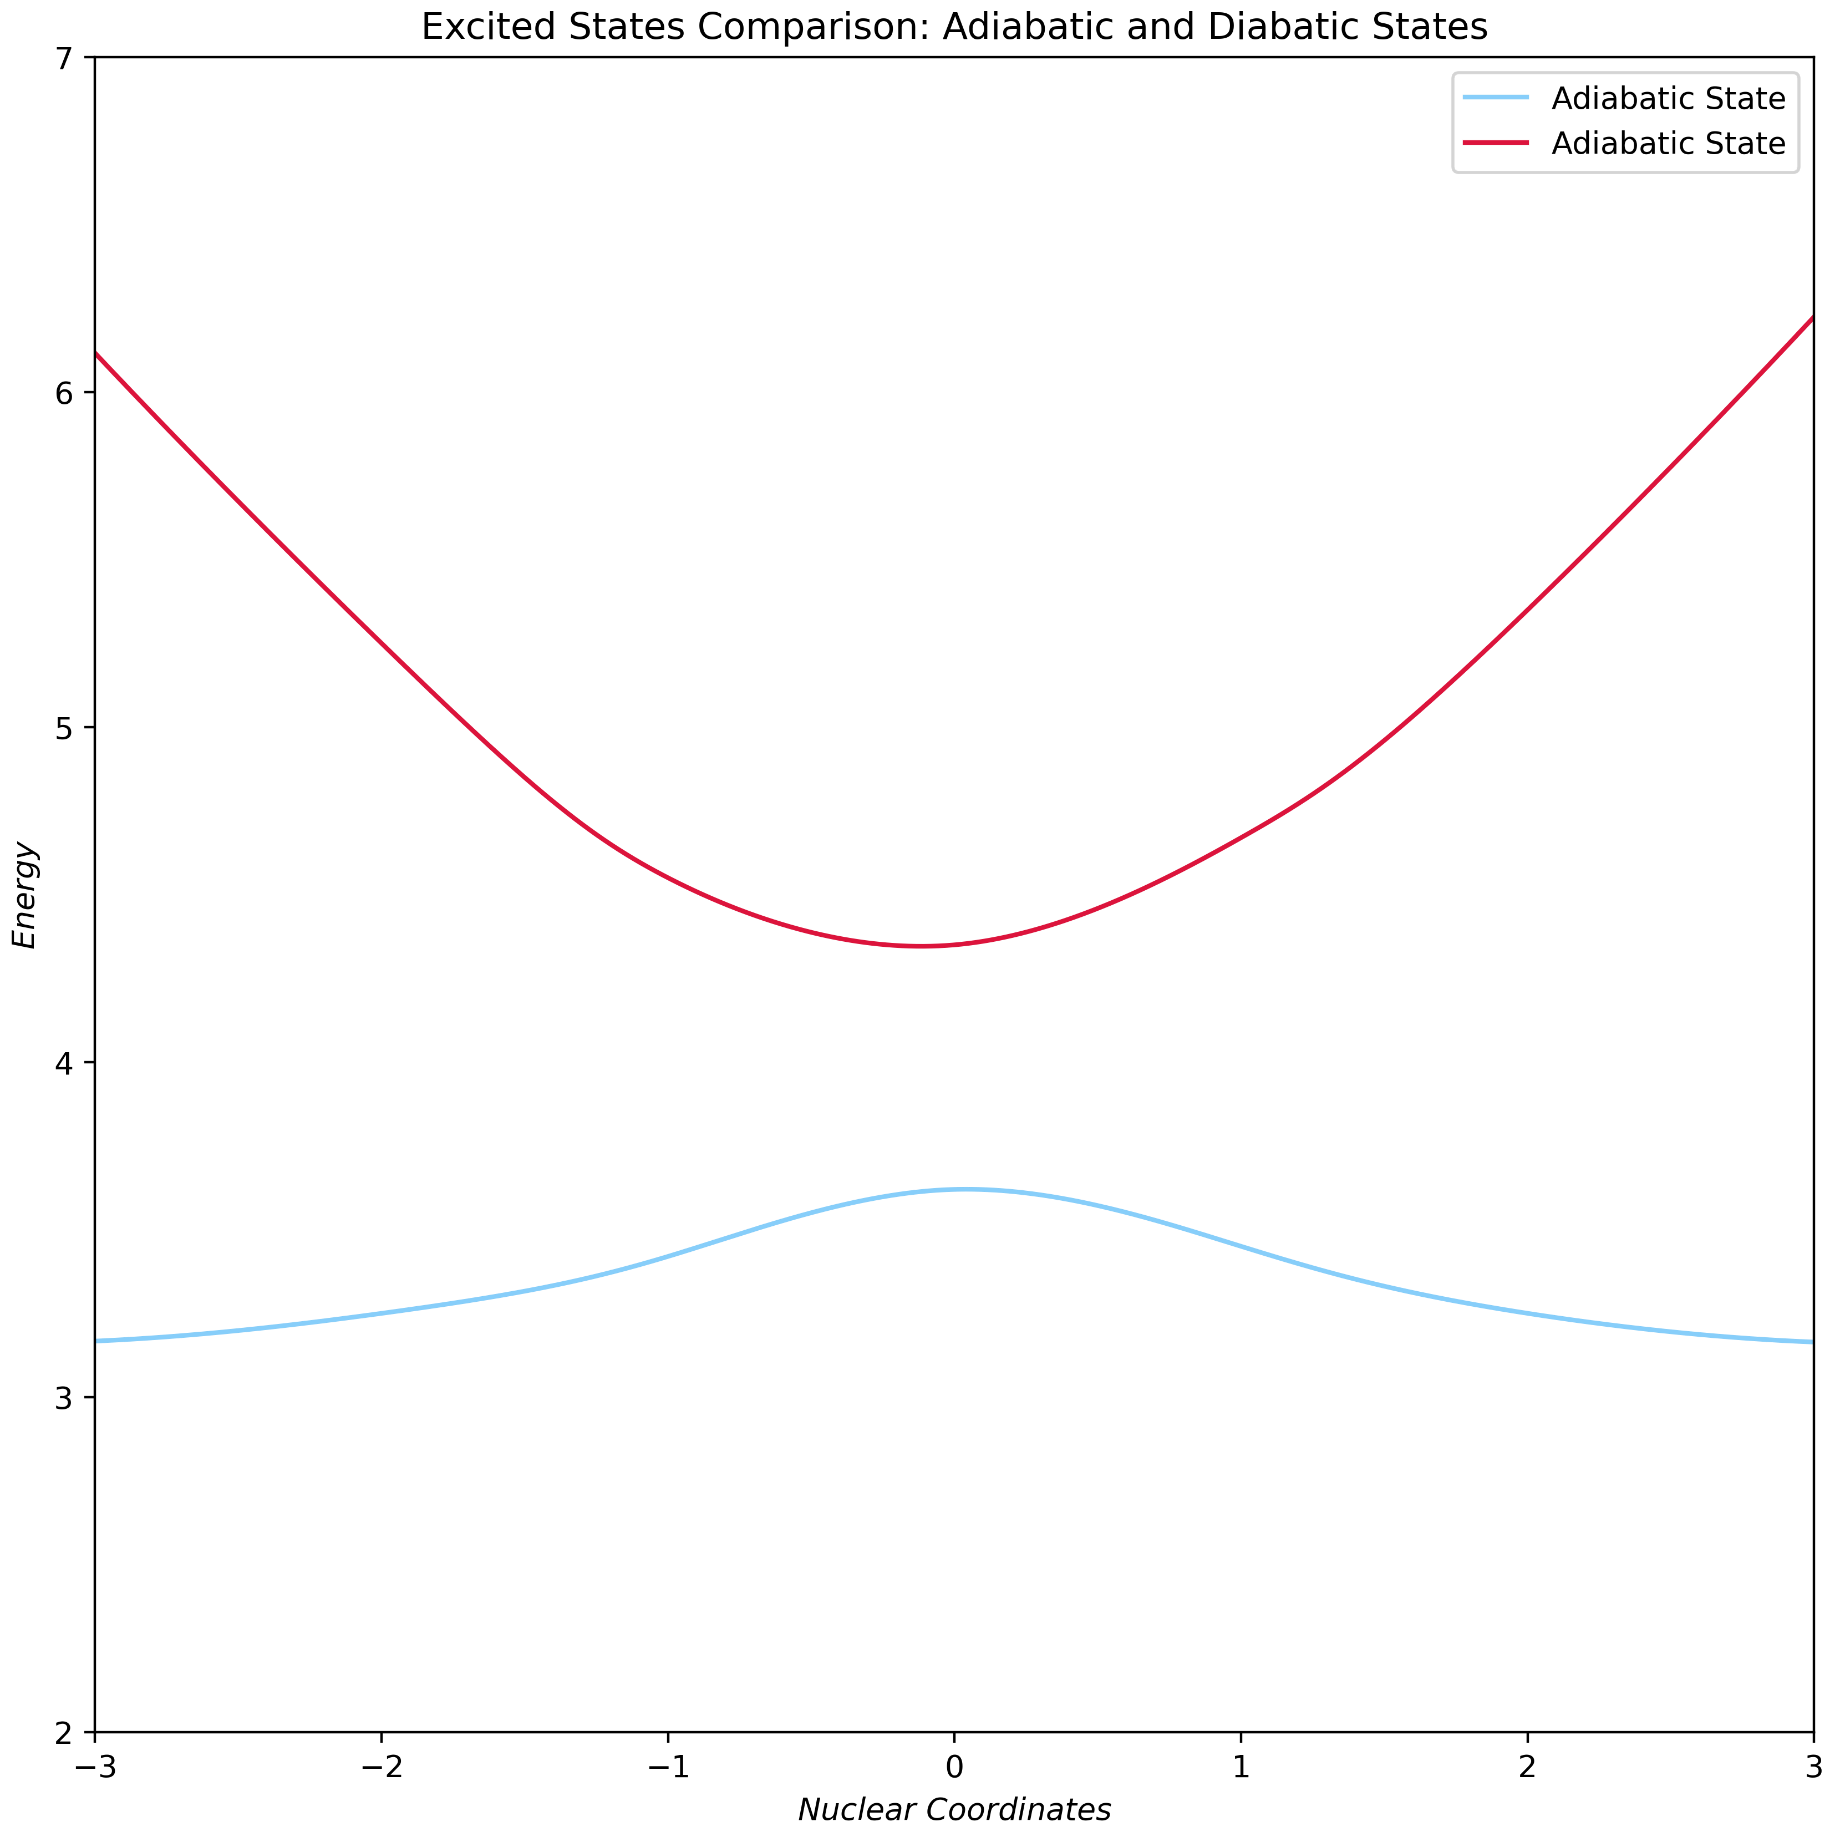 Excited States Comparison: Adiabatic and Diabatic States
Adiabatic State
Adiabatic State
7
6
5
4
3
2
Energy
−3
−2
−1
0
1
2
3
Nuclear Coordinates